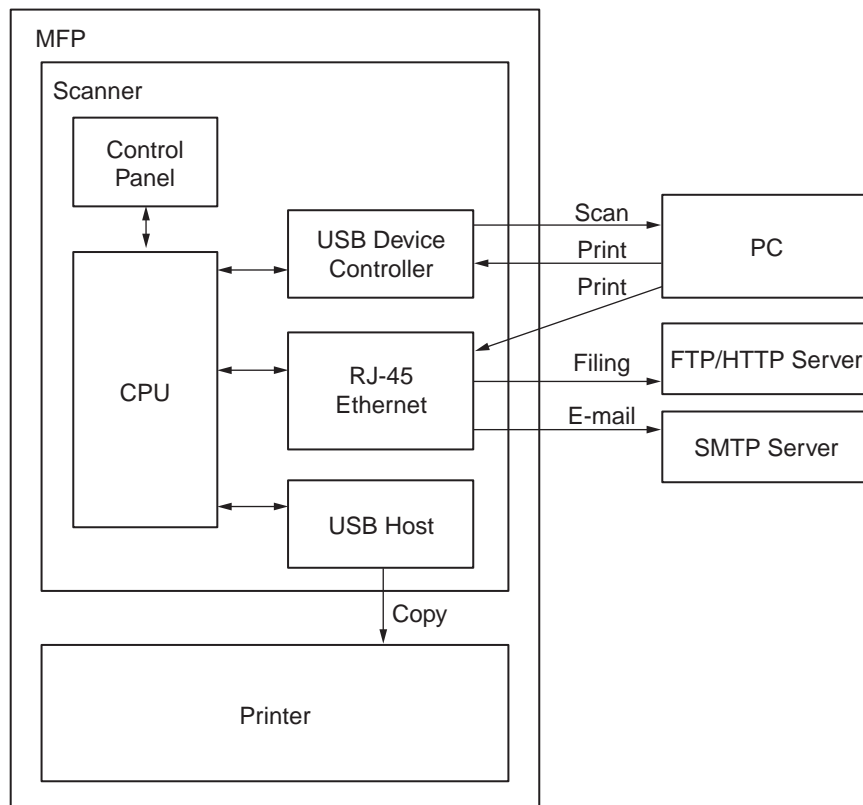 MFP
Scanner
Control
Panel
USB Device
Controller
Scan
Print
Print
PC
CPU
RJ-45
Ethernet
Filing
E-mail
FTP/HTTP Server
SMTP Server
USB Host
Copy
Printer